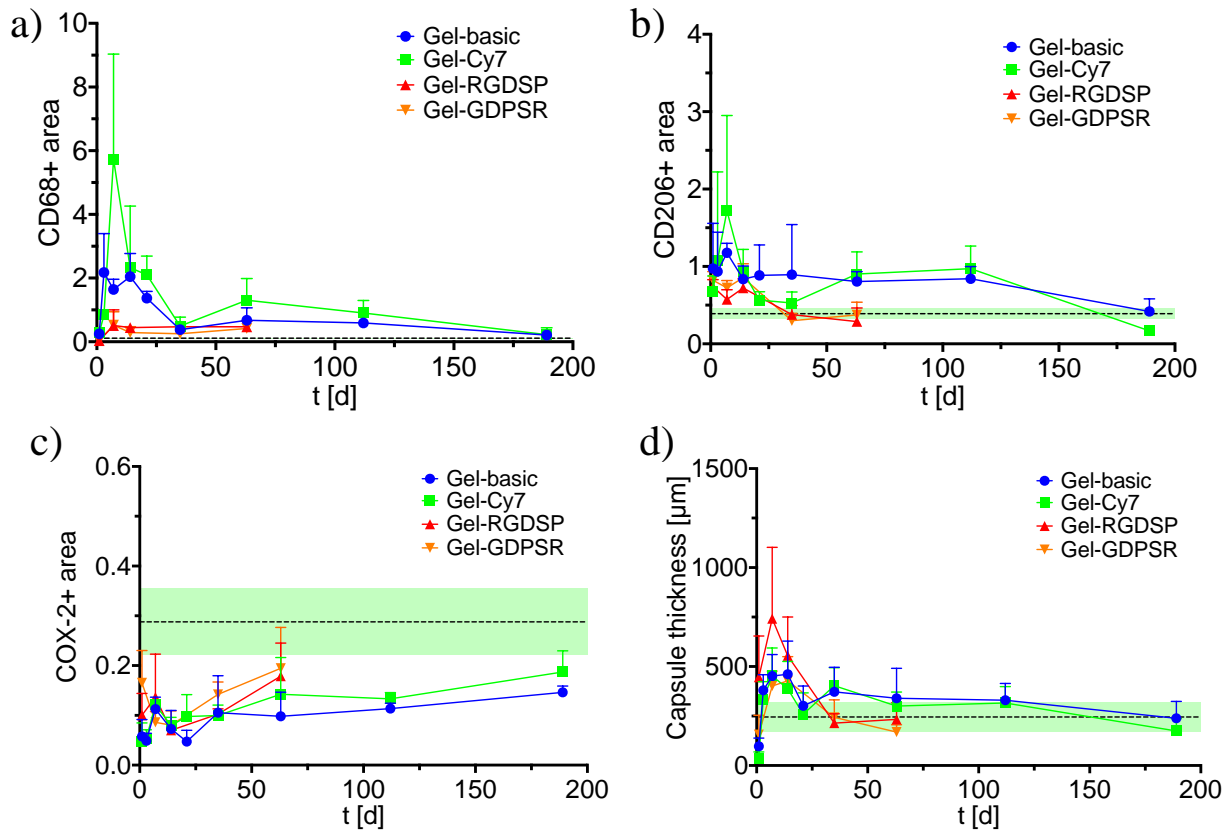 a)
10
8
6
4
2
0
CD68+ area
0 50 100 150 200
t [d]
Gel-basic
Gel-Cy7
Gel-RGDSP
Gel-GDPSR
b)
4
3
2
1
0
CD206+ area
0 50 100 150 200
t [d]
Gel-basic
Gel-Cy7
Gel-RGDSP
Gel-GDPSR
c)
0.6
0.4
0.2
0.0
COX-2+ area
0 50 100 150 200
t [d]
Gel-basic
Gel-Cy7
Gel-RGDSP
Gel-GDPSR
d)
1500
1000
500
0
Capsule thickness [µm]
0 50 100 150 200
t [d]
Gel-basic
Gel-Cy7
Gel-RGDSP
Gel-GDPSR